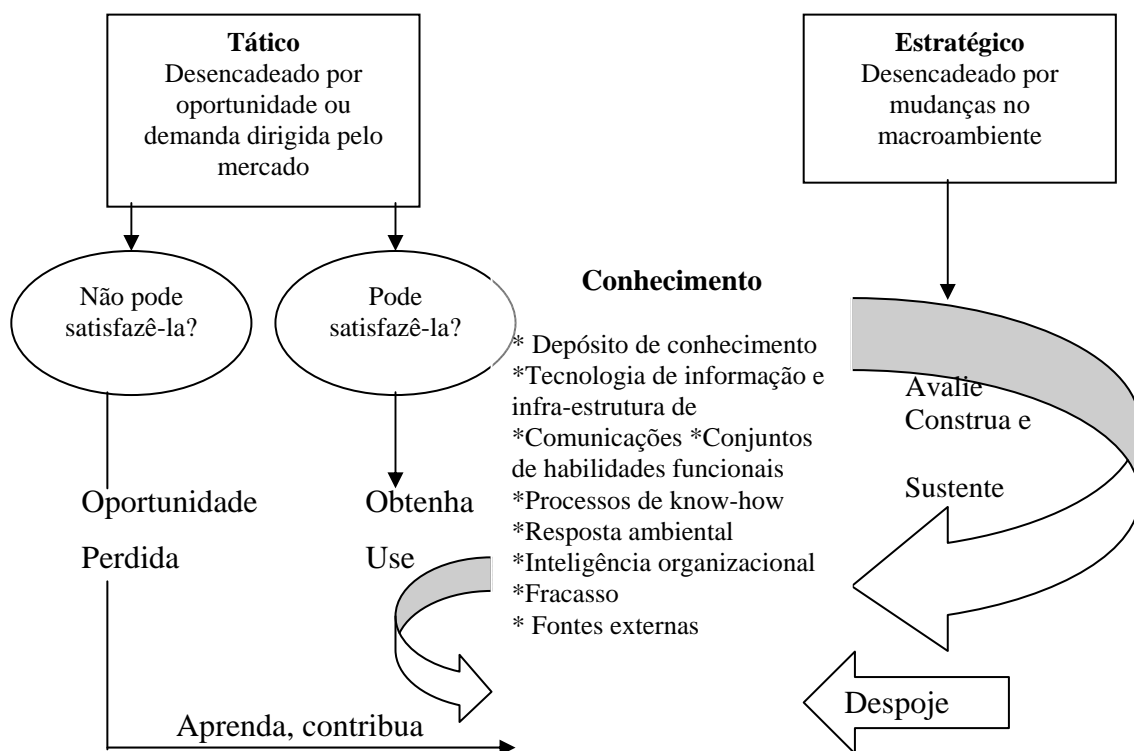 Tático
Desencadeado por
oportunidade ou
demanda dirigida pelo
mercado
Estratégico
Desencadeado por
mudanças no
macroambiente
Não pode
satisfazê-la?
Pode
satisfazê-la?
Conhecimento
* Depósito de conhecimento
*Tecnologia de informação e
infra-estrutura de
*Comunicações *Conjuntos
de habilidades funcionais
*Processos de know-how
*Resposta ambiental
*Inteligência organizacional
*Fracasso
* Fontes externas
Avalie
Construa e
Sustente
Oportunidade
Perdida
Obtenha
Use
Despoje
Aprenda, contribua